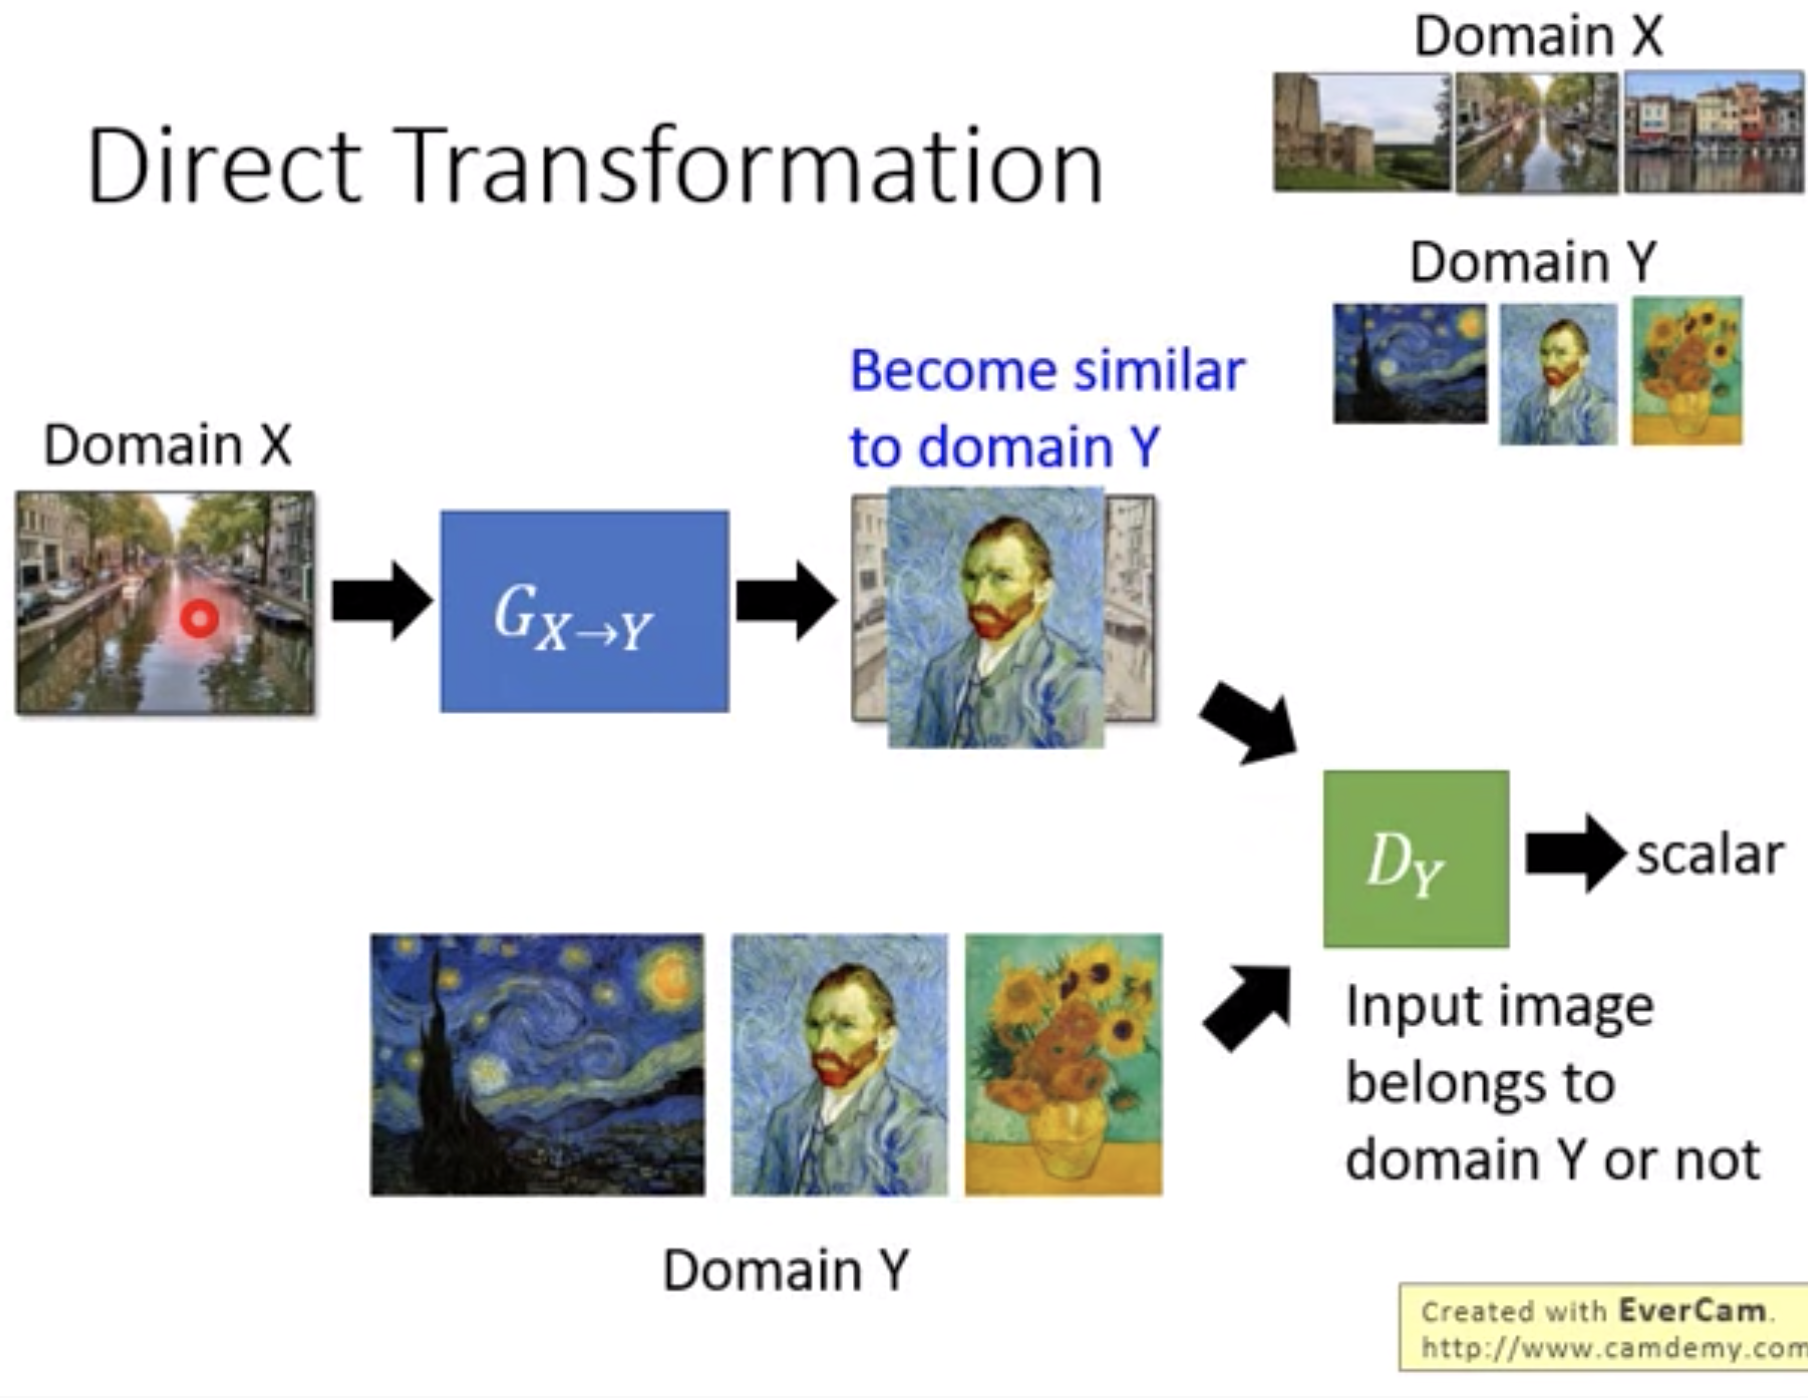 Domain X
Direct Transformation
Domain Y
Become similar
to domain Y
Domain X
G_{X→Y}
D_Y
scalar
Input image
belongs to
domain Y or not
Domain Y
Created with EverCam.
http://www.camdemy.com